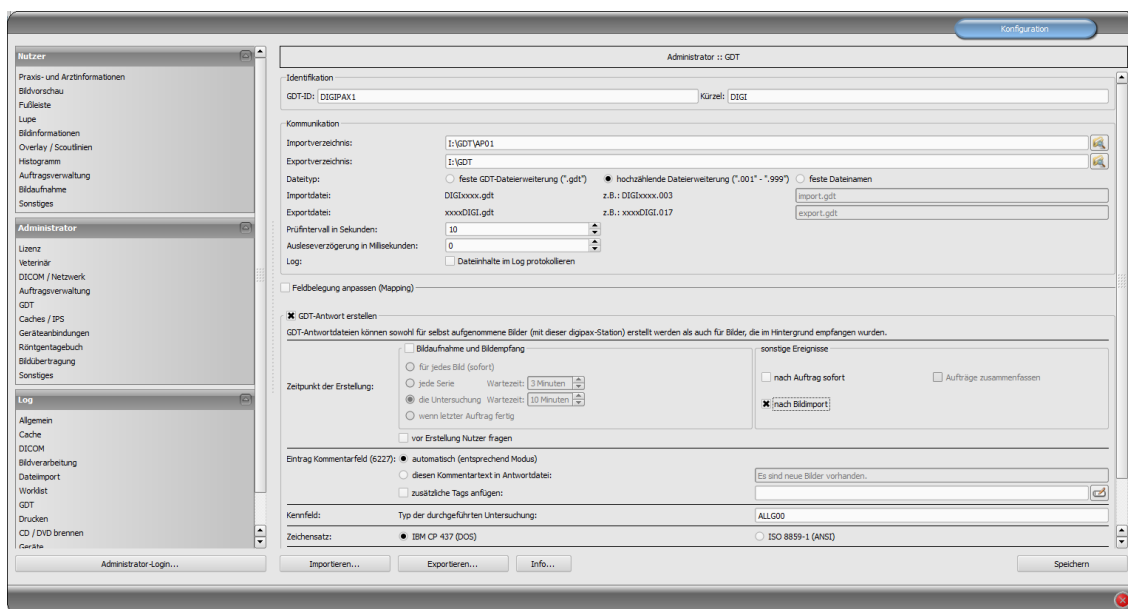 Konfiguration
Nutzer
Praxis- und Arztinformationen
Bildvorschau
Fußleiste
Lupe
Bildinformationen
Overlay / Scoutlinien
Histogramm
Auftragsverwaltung
Bildaufnahme
Sonstiges
Administrator
Lizenz
Veterinär
DICOM / Netzwerk
Auftragsverwaltung
GDT
Caches / IPS
Geräteanbindungen
Röntgentagebuch
Bildübertragung
Sonstiges
Log
Allgemein
Cache
DICOM
Bildverarbeitung
Dateiimport
Worklist
GDT
Drucken
CD / DVD brennen
Geräte
Administrator-Login...
Administrator :: GDT
Identifikation
GDT-ID: DIGIPAX1 Kürzel: DIGI
Kommunikation
Importverzeichnis: I:\GDT\AP01
Exportverzeichnis: I:\GDT
Dateityp: feste GDT-Dateierweiterung (".gdt") hochzählende Dateierweiterung (".001" - ".999") feste Dateinamen
Importdatei: DIGIxxxx.gdt z.B.: DIGIxxxx.003 import.gdt
Exportdatei: xxxxDIGI.gdt z.B.: xxxxDIGI.017 export.gdt
Prüfintervall in Sekunden: 10
Ausleseverzögerung in Millisekunden: 0
Log: Dateiinhalte im Log protokollieren
Feldbelegung anpassen (Mapping)
GDT-Antwort erstellen
GDT-Antwortdateien können sowohl für selbst aufgenommene Bilder (mit dieser digipax-Station) erstellt werden als auch für Bilder, die im Hintergrund empfangen wurden.
Zeitpunkt der Erstellung:
Bildaufnahme und Bildempfang
für jedes Bild (sofort)
jede Serie Wartezeit: 3 Minuten
die Untersuchung Wartezeit: 10 Minuten
wenn letzter Auftrag fertig
sonstige Ereignisse
nach Auftrag sofort Aufträge zusammenfassen
nach Bildimport
vor Erstellung Nutzer fragen
Eintrag Kommentarfeld (6227): automatisch (entsprechend Modus)
diesen Kommentartext in Antwortdatei: Es sind neue Bilder vorhanden.
zusätzliche Tags anfügen:
Kennfeld: Typ der durchgeführten Untersuchung: ALLG00
Zeichensatz: IBM CP 437 (DOS) ISO 8859-1 (ANSI)
Importieren... Exportieren... Info... Speichern